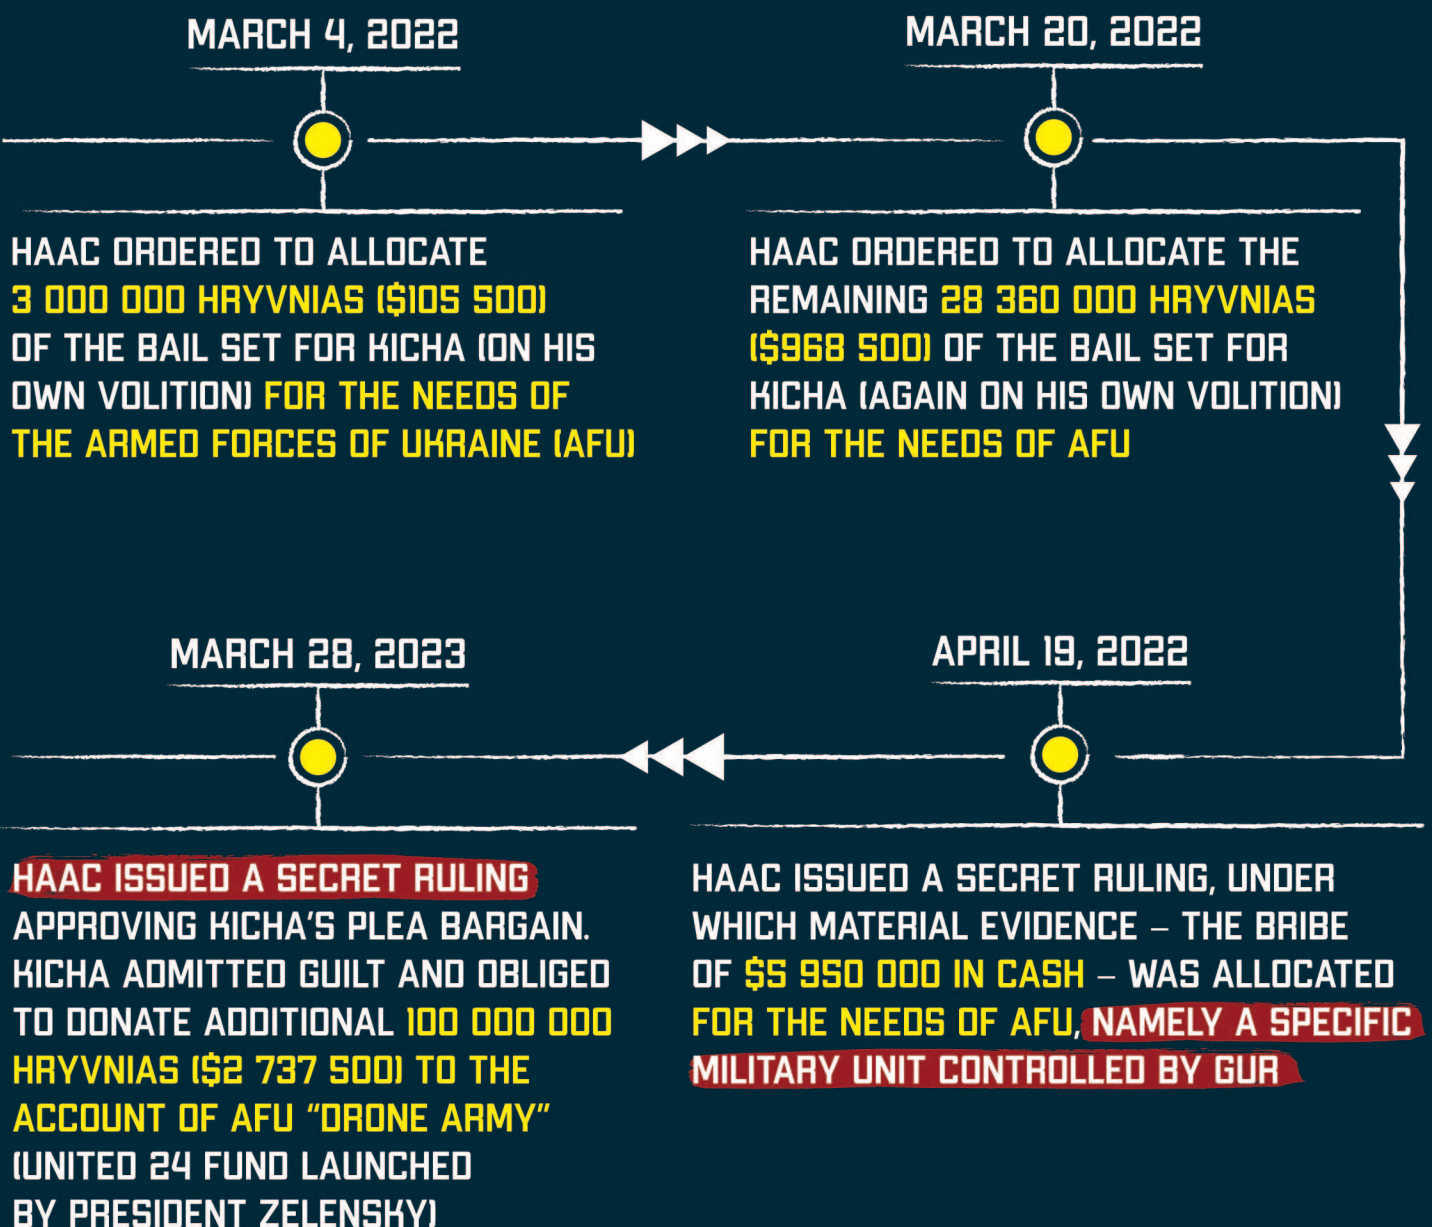 MARCH 4, 2022
HAAC ORDERED TO ALLOCATE
3 000 000 HRYVNIAS ($105 500)
OF THE BAIL SET FOR KICHA (ON HIS
OWN VOLITION) FOR THE NEEDS OF
THE ARMED FORCES OF UKRAINE (AFU)
MARCH 20, 2022
HAAC ORDERED TO ALLOCATE THE
REMAINING 28 360 000 HRYVNIAS
($968 500) OF THE BAIL SET FOR
KICHA (AGAIN ON HIS OWN VOLITION)
FOR THE NEEDS OF AFU
APRIL 19, 2022
HAAC ISSUED A SECRET RULING, UNDER
WHICH MATERIAL EVIDENCE – THE BRIBE
OF $5 950 000 IN CASH – WAS ALLOCATED
FOR THE NEEDS OF AFU, NAMELY A SPECIFIC
MILITARY UNIT CONTROLLED BY GUR
MARCH 28, 2023
HAAC ISSUED A SECRET RULING
APPROVING KICHA'S PLEA BARGAIN.
KICHA ADMITTED GUILT AND OBLIGED
TO DONATE ADDITIONAL 100 000 000
HRYVNIAS ($2 737 500) TO THE
ACCOUNT OF AFU “DRONE ARMY”
(UNITED 24 FUND LAUNCHED
BY PRESIDENT ZELENSKY)